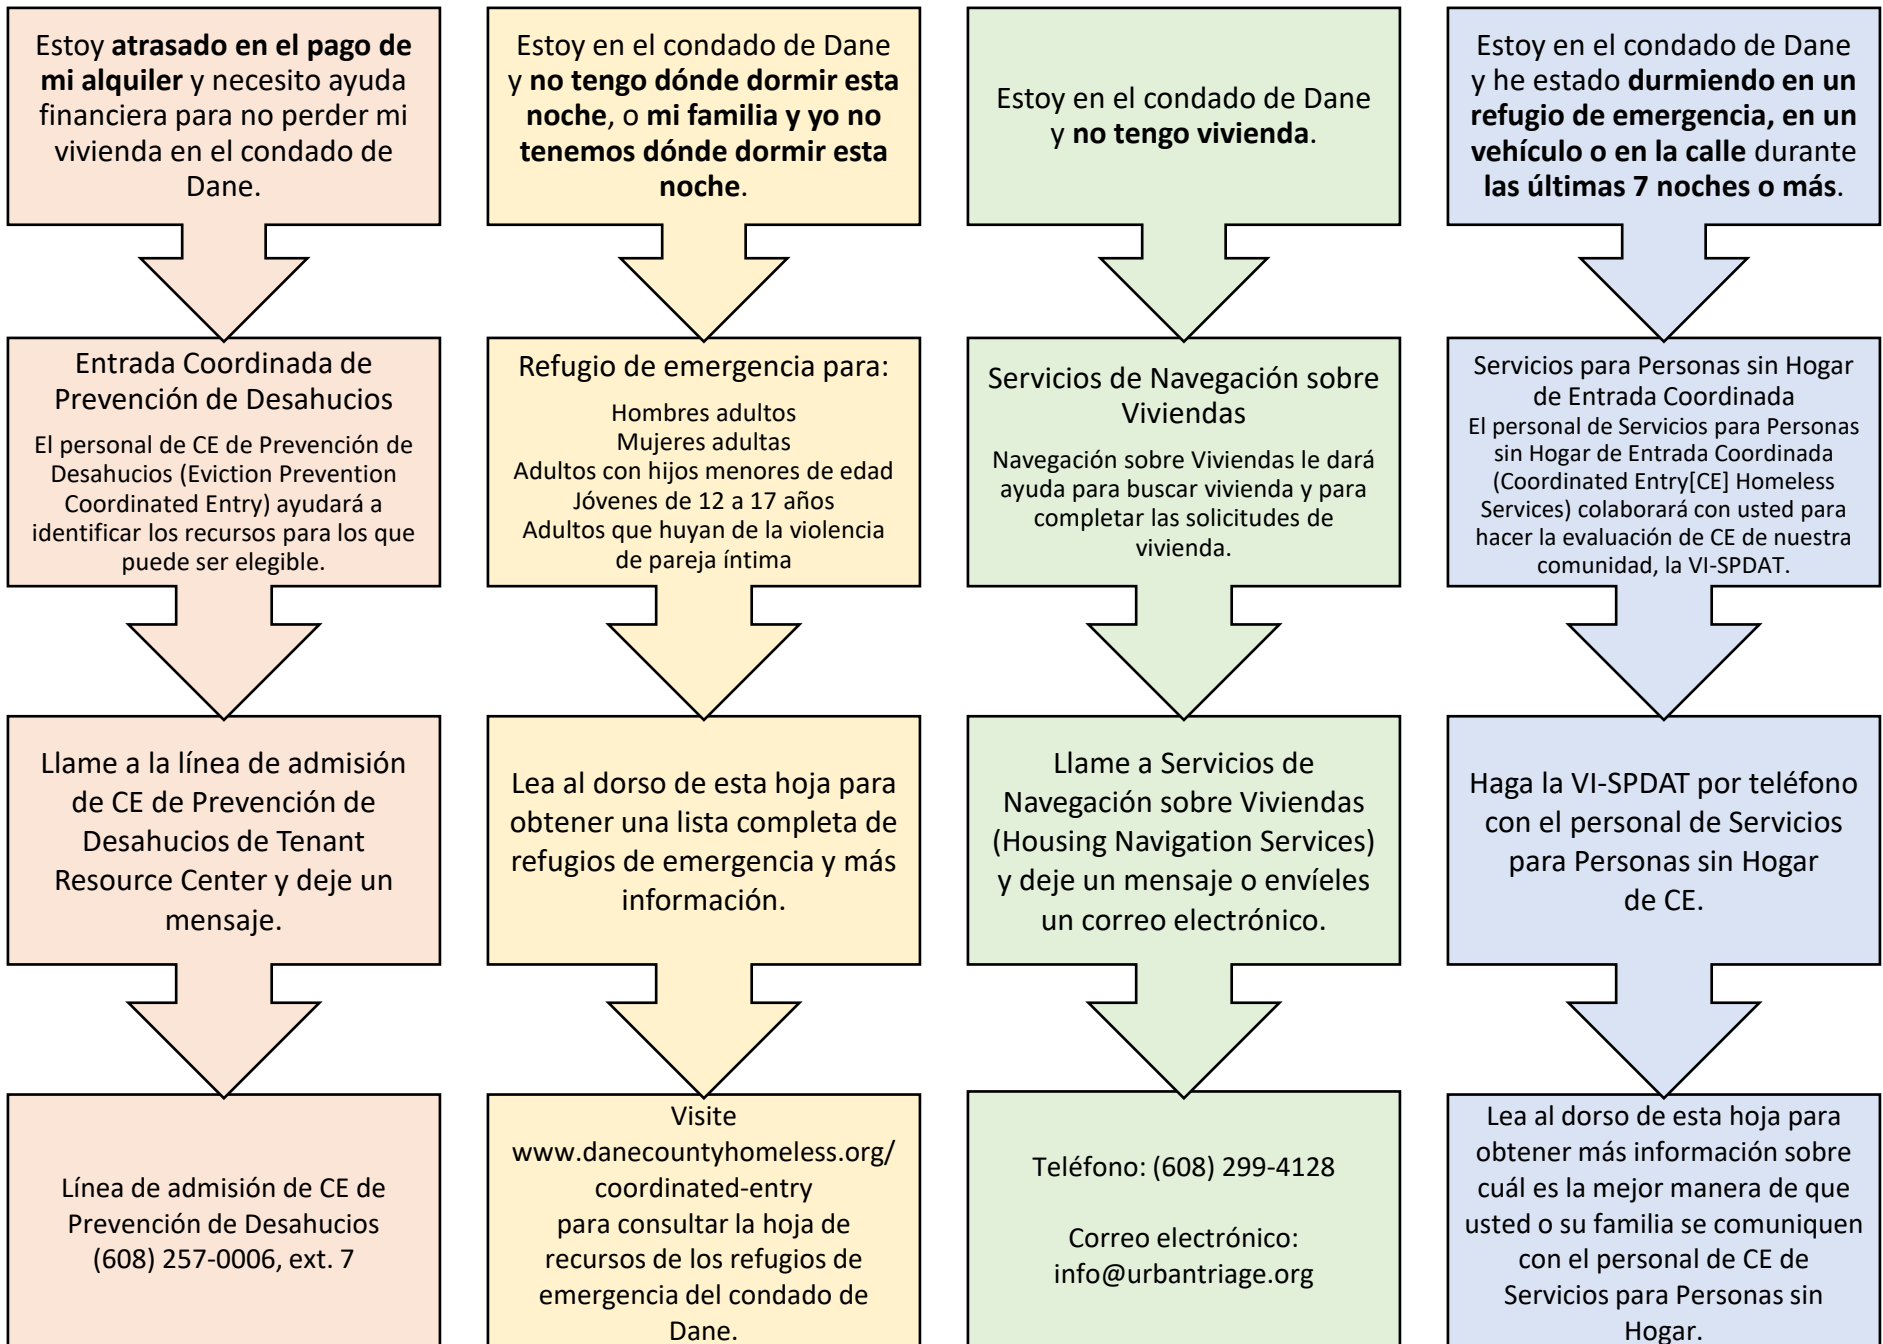 Estoy atrasado en el pago de
mi alquiler y necesito ayuda
financiera para no perder mi
vivienda en el condado de
Dane.
Entrada Coordinada de
Prevención de Desahucios
El personal de CE de Prevención de
Desahucios (Eviction Prevention
Coordinated Entry) ayudará a
identificar los recursos para los que
puede ser elegible.
Llame a la línea de admisión
de CE de Prevención de
Desahucios de Tenant
Resource Center y deje un
mensaje.
Línea de admisión de CE de
Prevención de Desahucios
(608) 257-0006, ext. 7
Estoy en el condado de Dane
y no tengo dónde dormir esta
noche, o mi familia y yo no
tenemos dónde dormir esta
noche.
Refugio de emergencia para:
Hombres adultos
Mujeres adultas
Adultos con hijos menores de edad
Jóvenes de 12 a 17 años
Adultos que huyan de la violencia
de pareja íntima
Lea al dorso de esta hoja para
obtener una lista completa de
refugios de emergencia y más
información.
Visite
www.danecountyhomeless.org/
coordinated-entry
para consultar la hoja de
recursos de los refugios de
emergencia del condado de
Dane.
Estoy en el condado de Dane
y no tengo vivienda.
Servicios de Navegación sobre
Viviendas
Navegación sobre Viviendas le dará
ayuda para buscar vivienda y para
completar las solicitudes de
vivienda.
Llame a Servicios de
Navegación sobre Viviendas
(Housing Navigation Services)
y deje un mensaje o envíeles
un correo electrónico.
Teléfono: (608) 299-4128
Correo electrónico:
info@urbantriage.org
Estoy en el condado de Dane
y he estado durmiendo en un
refugio de emergencia, en un
vehículo o en la calle durante
las últimas 7 noches o más.
Servicios para Personas sin Hogar
de Entrada Coordinada
El personal de Servicios para Personas
sin Hogar de Entrada Coordinada
(Coordinated Entry[CE] Homeless
Services) colaborará con usted para
hacer la evaluación de CE de nuestra
comunidad, la VI-SPDAT.
Haga la VI-SPDAT por teléfono
con el personal de Servicios
para Personas sin Hogar
de CE.
Lea al dorso de esta hoja para
obtener más información sobre
cuál es la mejor manera de que
usted o su familia se comuniquen
con el personal de CE de
Servicios para Personas sin
Hogar.